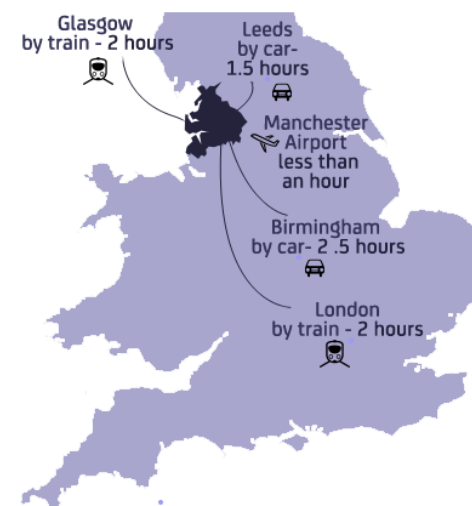 Glasgow
by train - 2 hours
Leeds
by car-
1.5 hours
Manchester
Airport
less than
an hour
Birmingham
by car- 2 .5 hours
London
by train - 2 hours